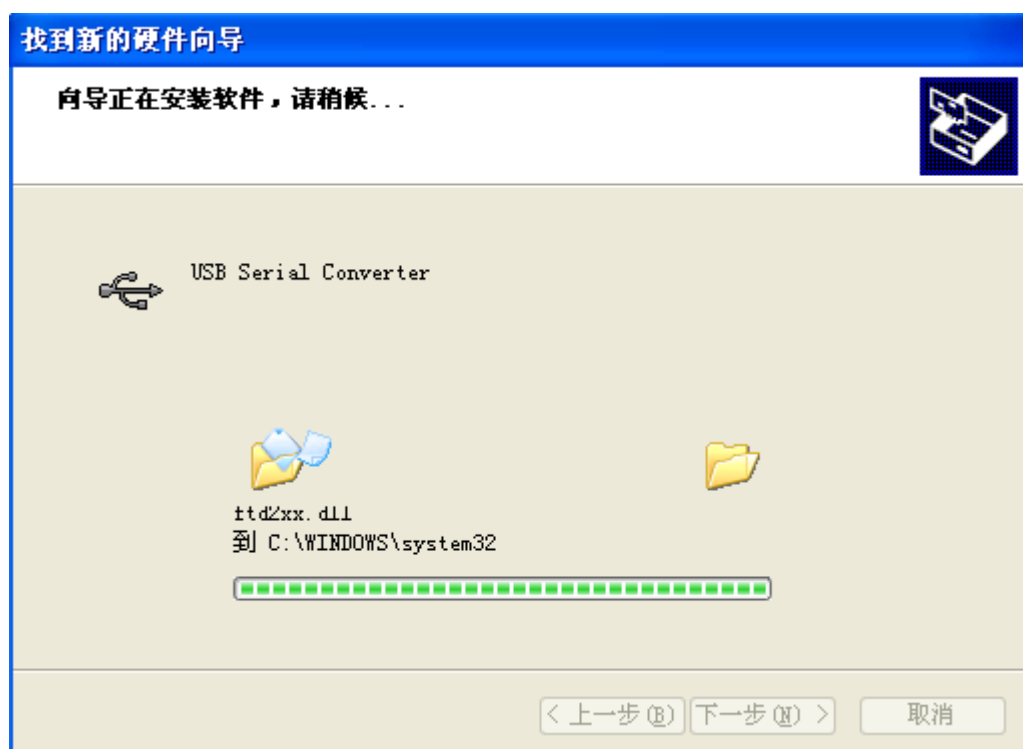 找到新的硬件向导
向导正在安装软件，请稍候...
USB Serial Converter
ftd2xx.dll
到 C:\WINDOWS\system32
< 上一步(B) 下一步(N) > 取消